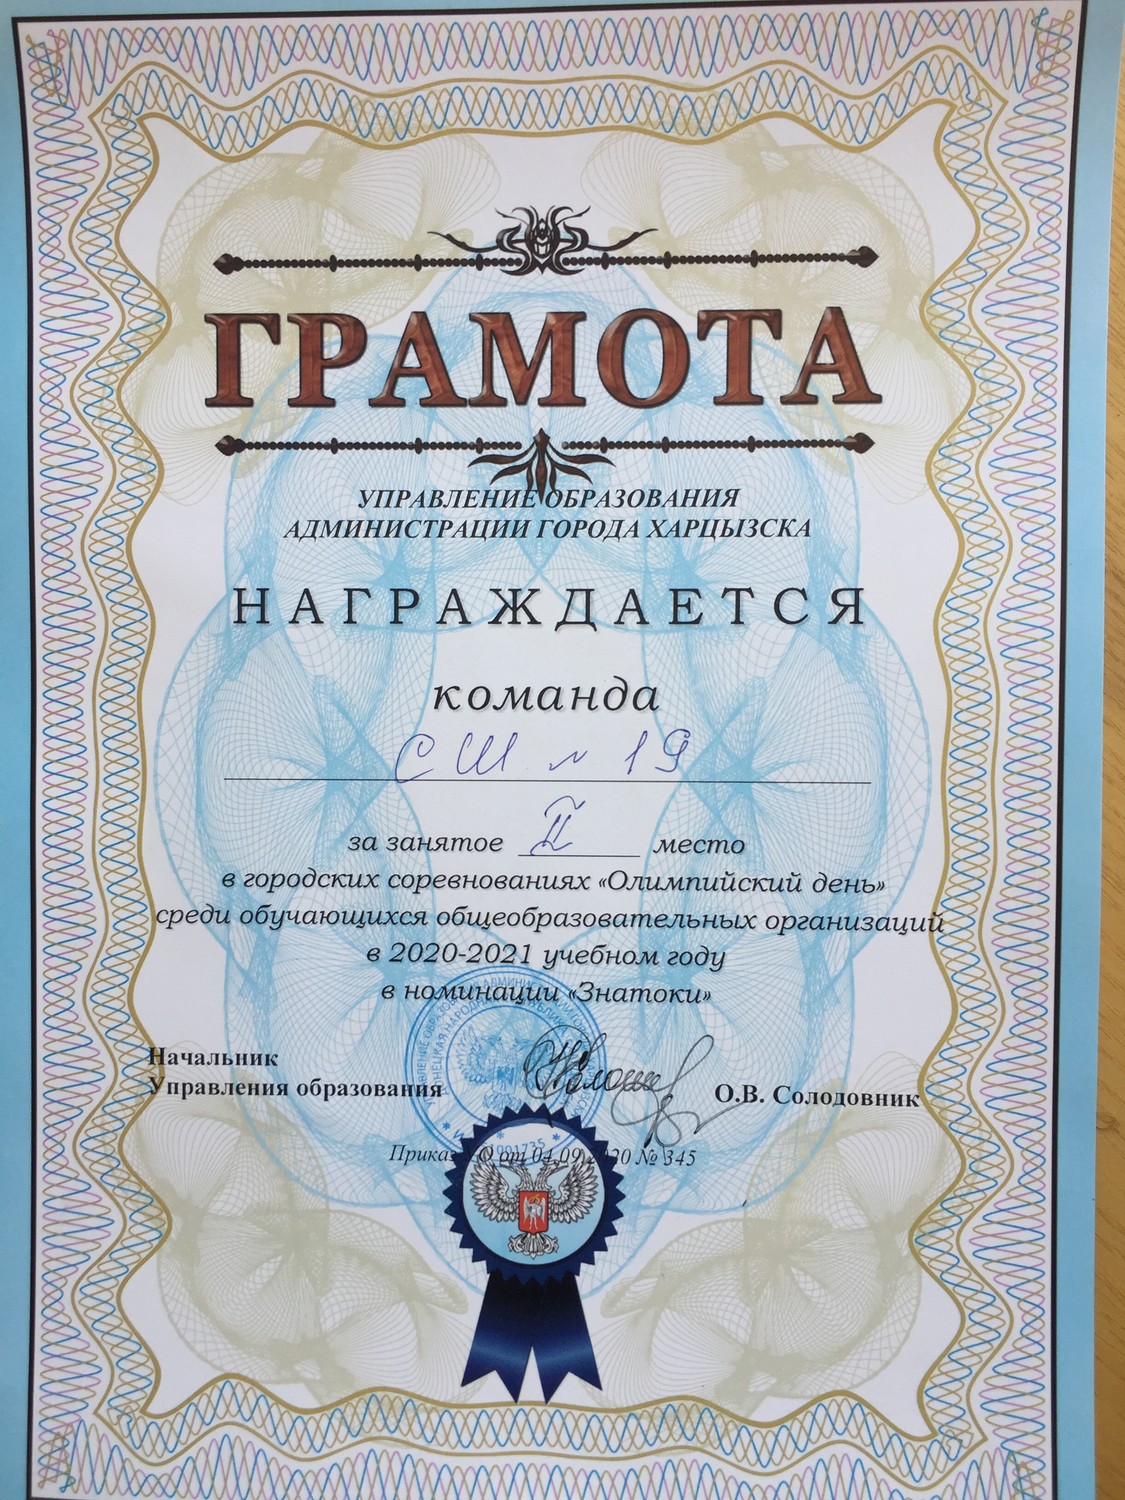 ГРАМОТА
УПРАВЛЕНИЕ ОБРАЗОВАНИЯ
АДМИНИСТРАЦИИ ГОРОДА ХАРЦЫЗСКА
НАГРАЖДАЕТСЯ
команда
СШ № 19
за занятое II место
в городских соревнованиях «Олимпийский день»
среди обучающихся общеобразовательных организаций
в 2020-2021 учебном году
в номинации «Знатоки»
Начальник
Управления образования
О.В. Солодовник
Приказ УО от 04.09.2020 № 345